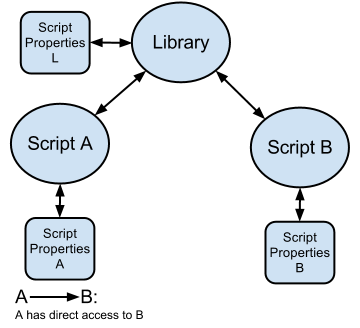 Script
Properties
L
Library
Script A
Script B
Script
Properties
A
Script
Properties
B
A B:
A has direct access to B